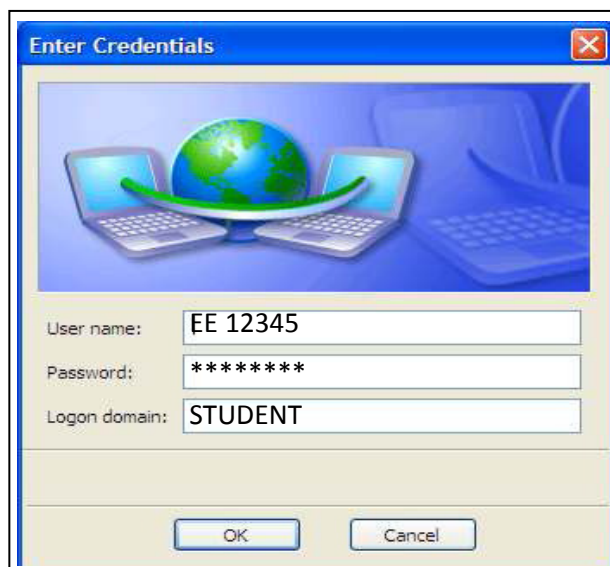 Enter Credentials
User name: EE 12345
Password: ********
Logon domain: STUDENT
OK Cancel